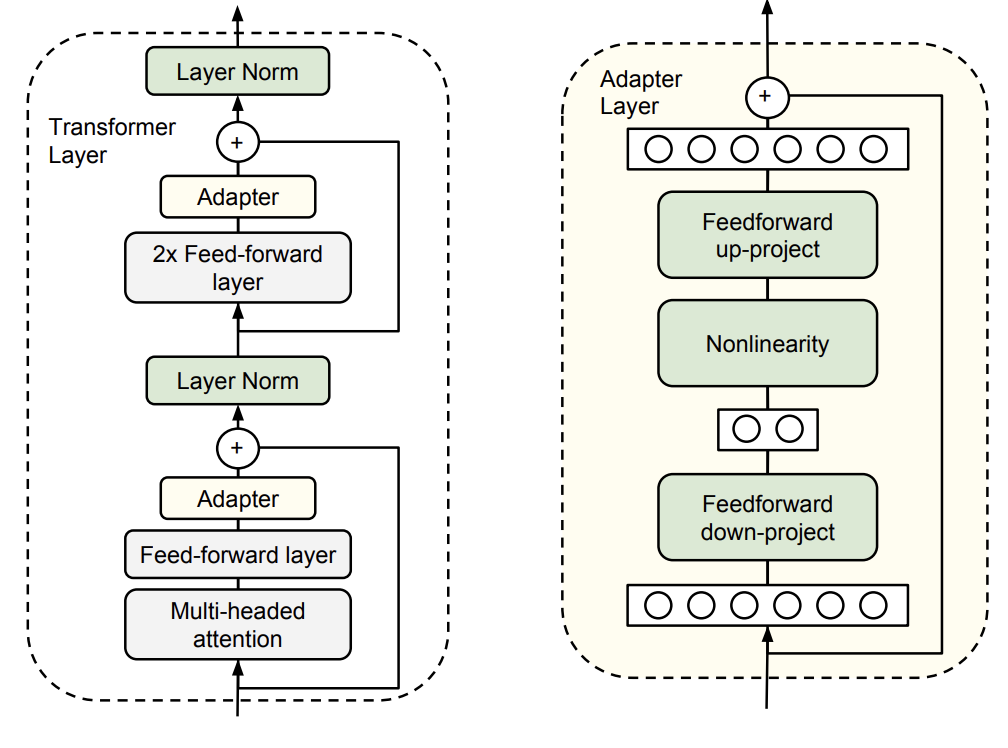 Layer Norm
Transformer
Layer
+
Adapter
2x Feed-forward
layer
Layer Norm
+
Adapter
Feed-forward layer
Multi-headed
attention
Adapter
Layer
+
Feedforward
up-project
Nonlinearity
Feedforward
down-project